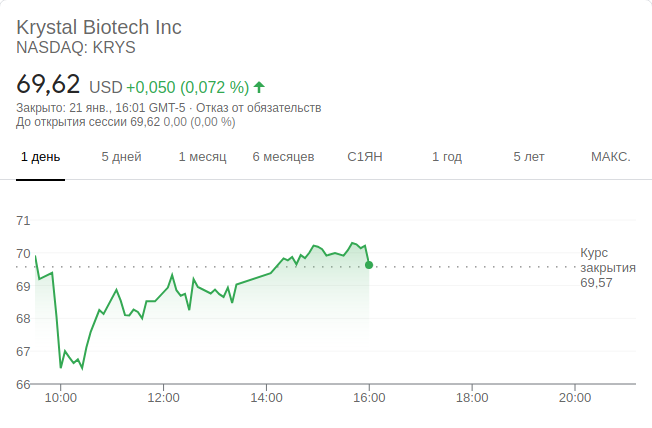 Krystal Biotech Inc
NASDAQ: KRYS
69,62 USD +0,050 (0,072 %)
Закрыто: 21 янв., 16:01 GMT-5 · Отказ от обязательств
До открытия сессии 69,62 0,00 (0,00 %)
1 день 5 дней 1 месяц 6 месяцев С1ЯН 1 год 5 лет МАКС.
71
70
69
68
67
66
Курс
закрытия
69,57
10:00 12:00 14:00 16:00 18:00 20:00